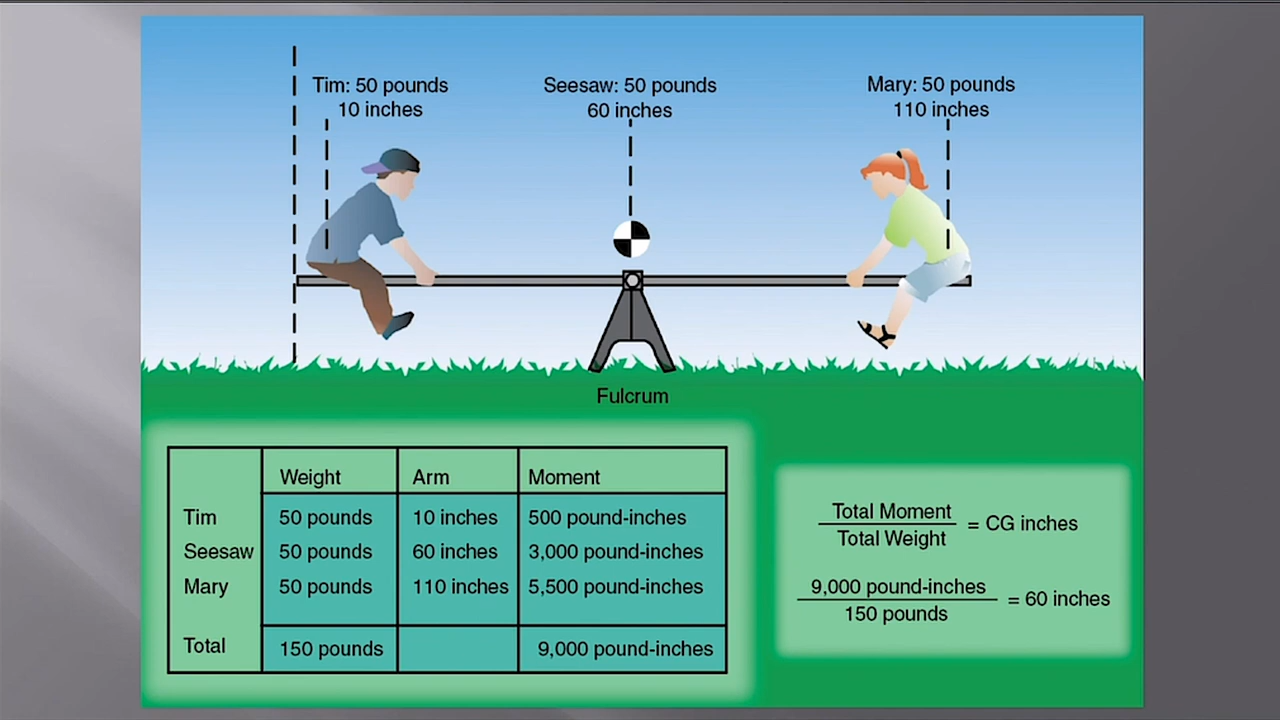 Tim: 50 pounds
10 inches
Seesaw: 50 pounds
60 inches
Mary: 50 pounds
110 inches
Fulcrum
Weight Arm Moment
Tim 50 pounds 10 inches 500 pound-inches
Seesaw 50 pounds 60 inches 3,000 pound-inches
Mary 50 pounds 110 inches 5,500 pound-inches
Total 150 pounds 9,000 pound-inches
Total Moment
Total Weight
= CG inches
9,000 pound-inches
150 pounds
= 60 inches